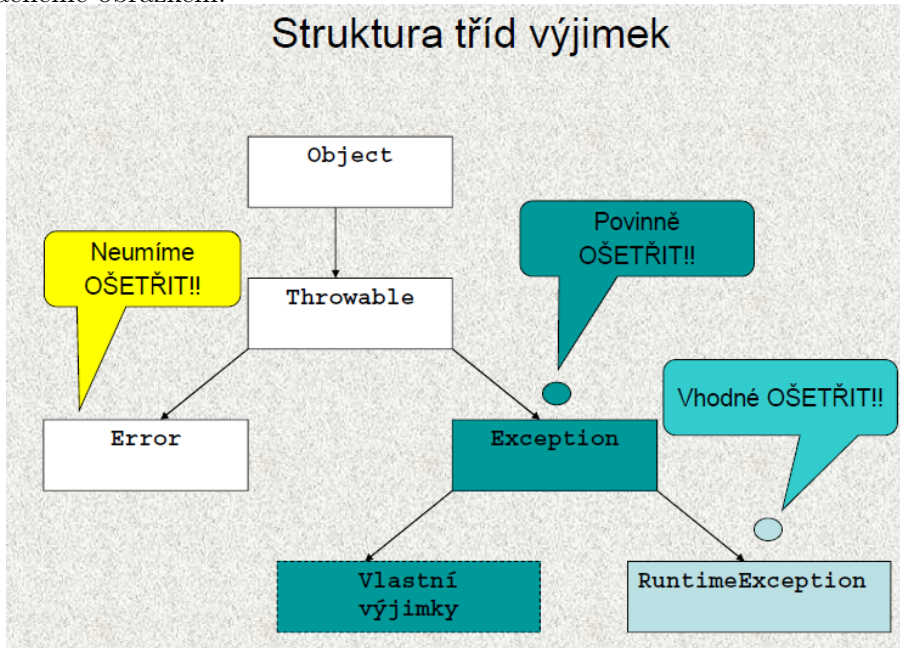 Struktura tříd výjimek
Object
Povinně
OŠETŘIT!!
Neumíme
OŠETŘIT!!
Throwable
Vhodné OŠETŘIT!!
Error
Exception
Vlastní
výjimky
RuntimeException